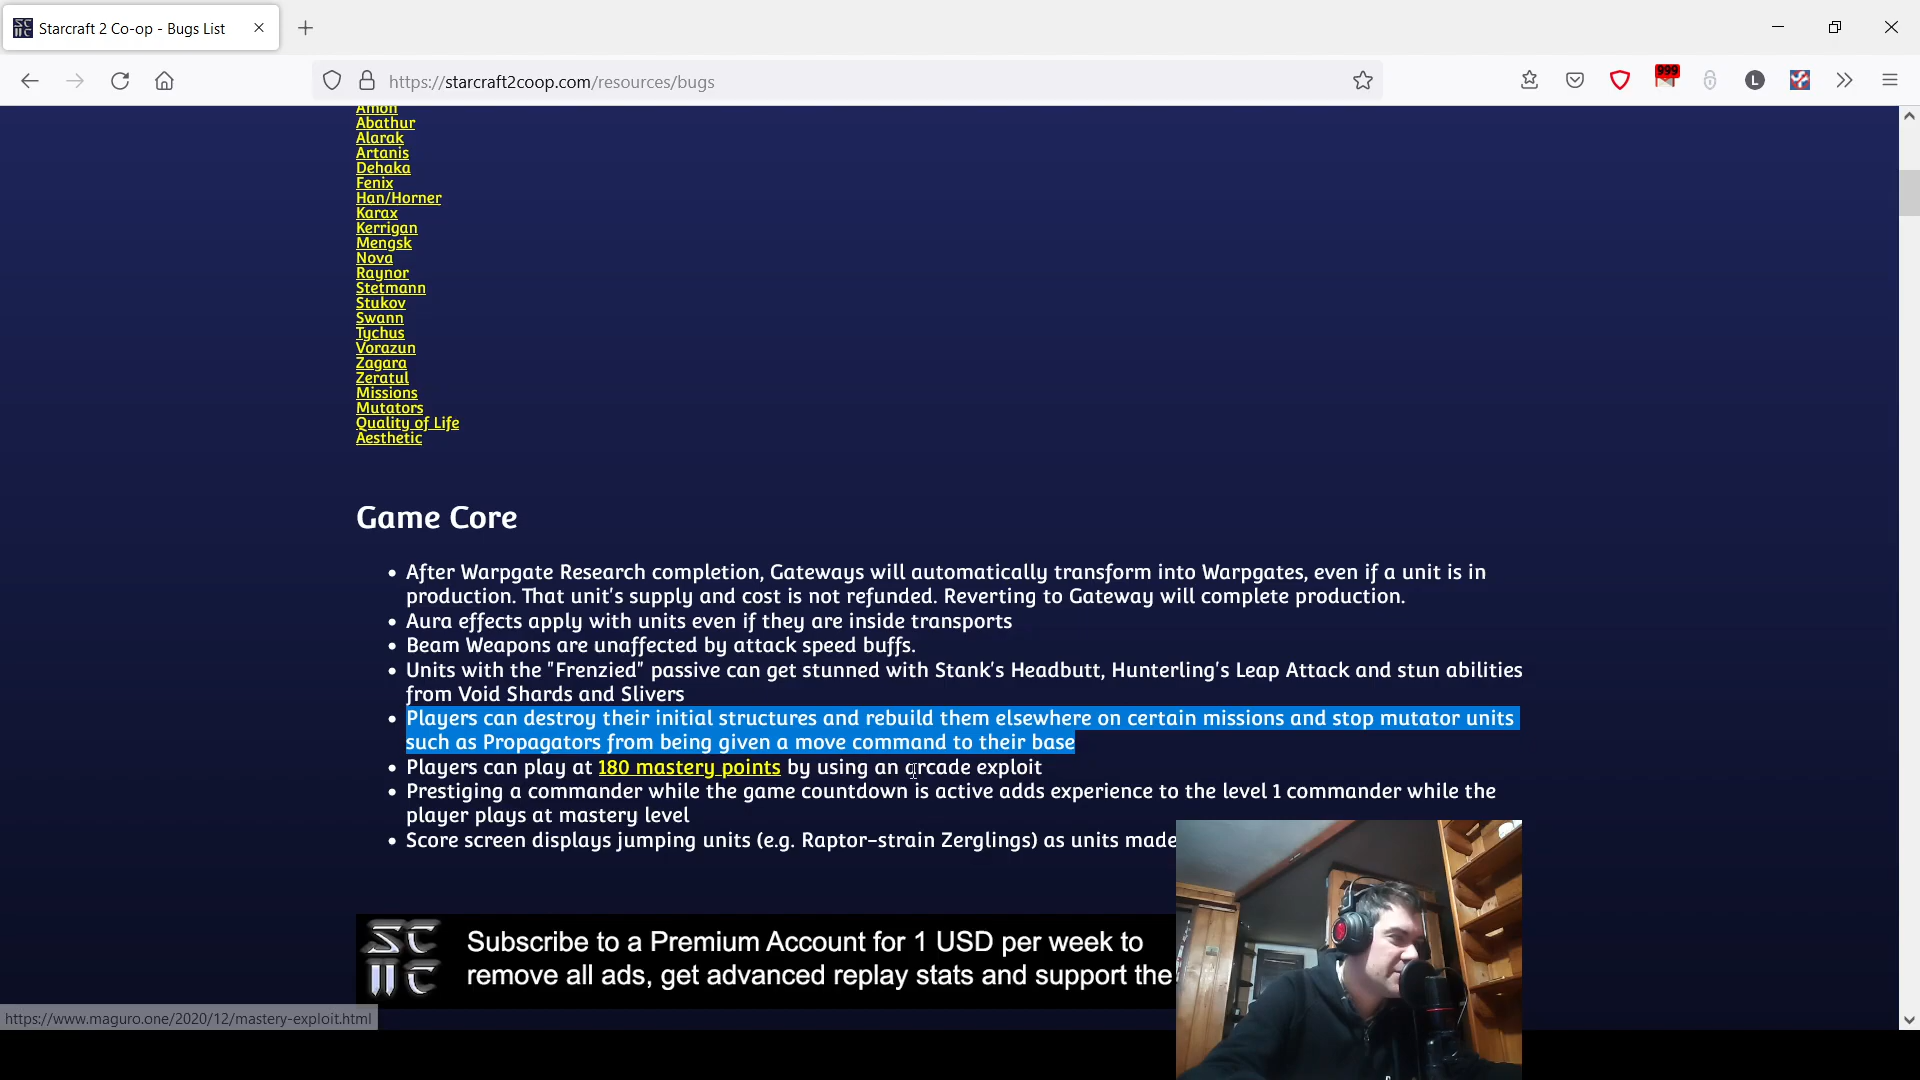 Starcraft 2 Co-op - Bugs List
https://starcraft2coop.com/resources/bugs
999
L
Amon
Abathur
Alarak
Artanis
Dehaka
Fenix
Han/Horner
Karax
Kerrigan
Mengsk
Nova
Raynor
Stetmann
Stukov
Swann
Tychus
Vorazun
Zagara
Zeratul
Missions
Mutators
Quality of Life
Aesthetic
Game Core
• After Warpgate Research completion, Gateways will automatically transform into Warpgates, even if a unit is in
production. That unit's supply and cost is not refunded. Reverting to Gateway will complete production.
• Aura effects apply with units even if they are inside transports
• Beam Weapons are unaffected by attack speed buffs.
• Units with the "Frenzied" passive can get stunned with Stank's Headbutt, Hunterling's Leap Attack and stun abilities
from Void Shards and Slivers
• Players can destroy their initial structures and rebuild them elsewhere on certain missions and stop mutator units
such as Propagators from being given a move command to their base
• Players can play at 180 mastery points by using an arcade exploit
• Prestiging a commander while the game countdown is active adds experience to the level 1 commander while the
player plays at mastery level
• Score screen displays jumping units (e.g. Raptor-strain Zerglings) as units made
SC
IIC
Subscribe to a Premium Account for 1 USD per week to
remove all ads, get advanced replay stats and support the
https://www.maguro.one/2020/12/mastery-exploit.html